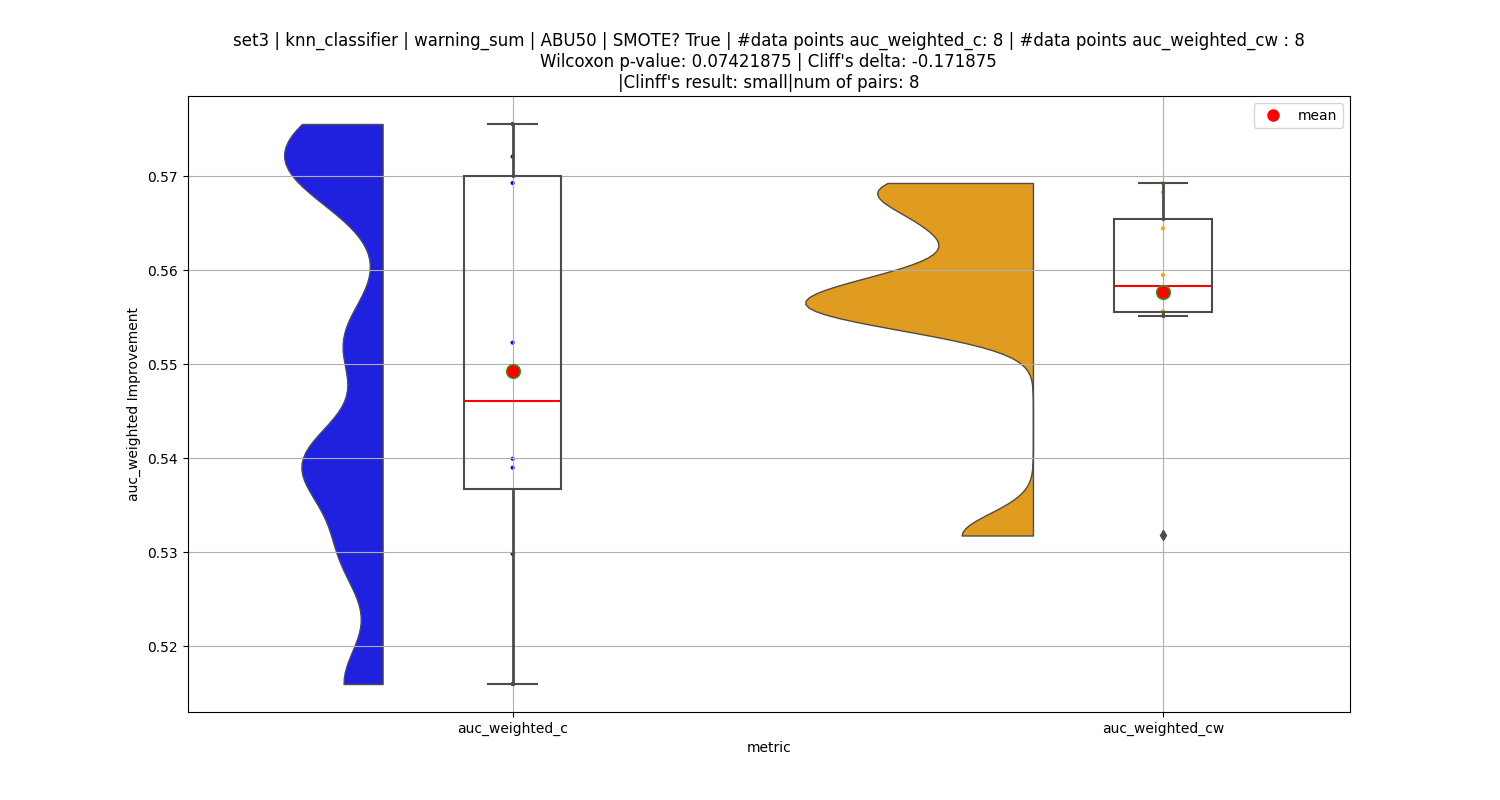 set3 | knn_classifier | warning_sum | ABU50 | SMOTE? True | #data points auc_weighted_c: 8 | #data points auc_weighted_cw : 8
Wilcoxon p-value: 0.07421875 | Cliff's delta: -0.171875
|Clinff's result: small|num of pairs: 8
mean
0.57
0.56
0.55
0.54
0.53
0.52
auc_weighted Improvement
auc_weighted_c
auc_weighted_cw
metric